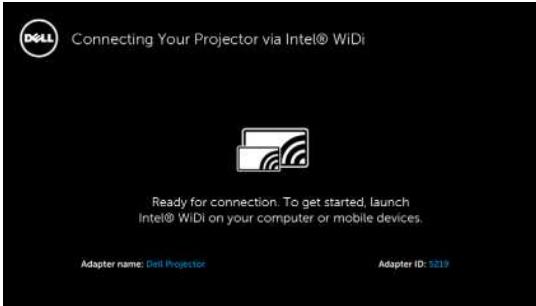 DELL
Connecting Your Projector via Intel® WiDi
Ready for connection. To get started, launch
Intel® WiDi on your computer or mobile devices.
Adapter name: Dell Projector
Adapter ID: 5219